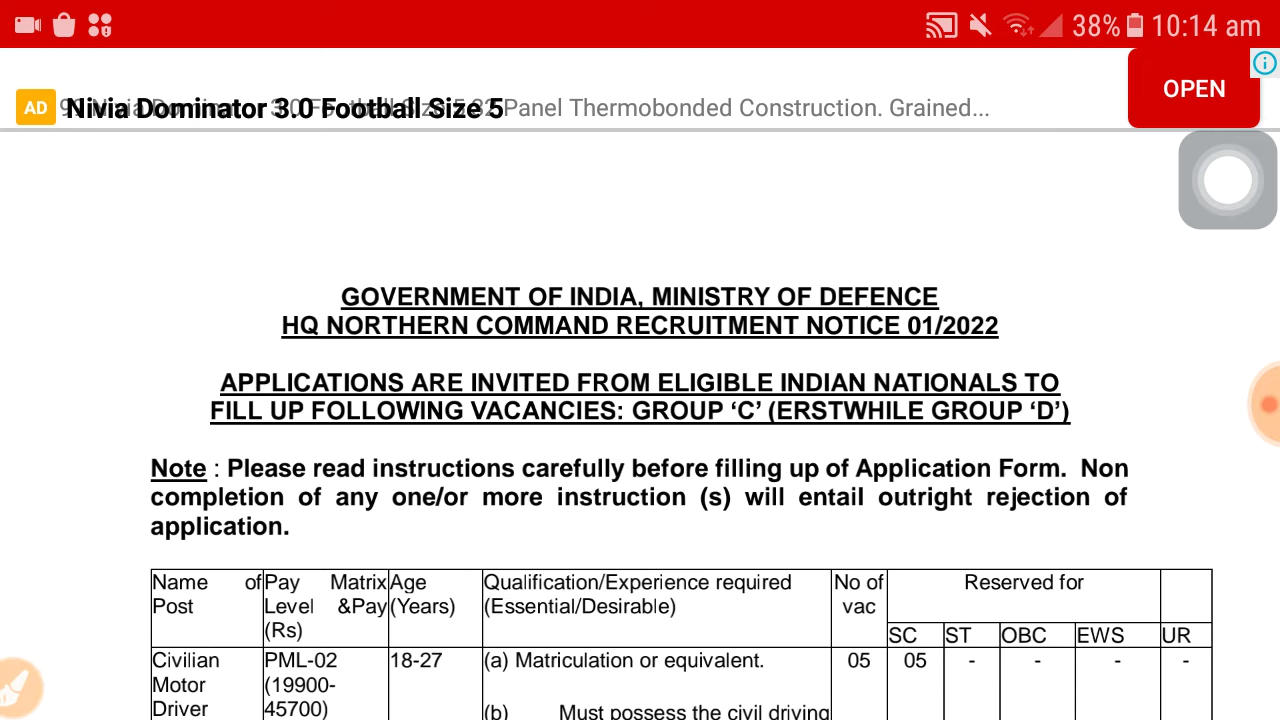 38% 10:14 am
AD Nivia Dominator 3.0 Football Size 5 Panel Thermobonded Construction. Grained...
OPEN
GOVERNMENT OF INDIA, MINISTRY OF DEFENCE
HQ NORTHERN COMMAND RECRUITMENT NOTICE 01/2022
APPLICATIONS ARE INVITED FROM ELIGIBLE INDIAN NATIONALS TO
FILL UP FOLLOWING VACANCIES: GROUP ‘C’ (ERSTWHILE GROUP ‘D’)
Note : Please read instructions carefully before filling up of Application Form. Non
completion of any one/or more instruction (s) will entail outright rejection of
application.
Name of Pay Matrix Age Qualification/Experience required No of Reserved for
Post Level &Pay (Years) (Essential/Desirable) vac
(Rs)
SC ST OBC EWS UR
Civilian PML-02 18-27 (a) Matriculation or equivalent. 05 05 - - - -
Motor (19900-
Driver 45700) (b) Must possess the civil driving